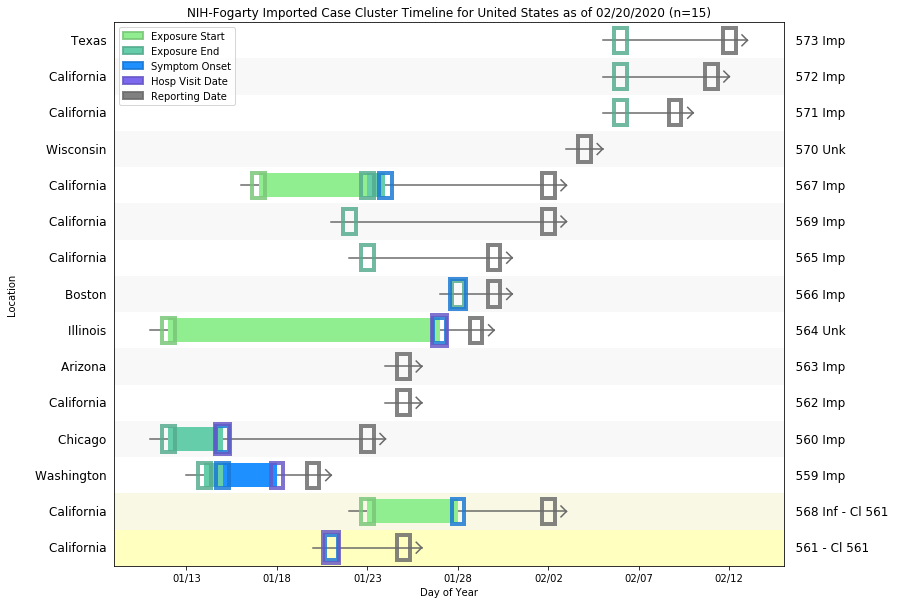 NIH-Fogarty Imported Case Cluster Timeline for United States as of 02/20/2020 (n=15)
Exposure Start
Exposure End
Symptom Onset
Hosp Visit Date
Reporting Date
Texas 573 Imp
California 572 Imp
California 571 Imp
Wisconsin 570 Unk
California 567 Imp
California 569 Imp
California 565 Imp
Boston 566 Imp
Illinois 564 Unk
Arizona 563 Imp
California 562 Imp
Chicago 560 Imp
Washington 559 Imp
California 568 Inf - Cl 561
California 561 - Cl 561
Location
01/13 01/18 01/23 01/28 02/02 02/07 02/12
Day of Year